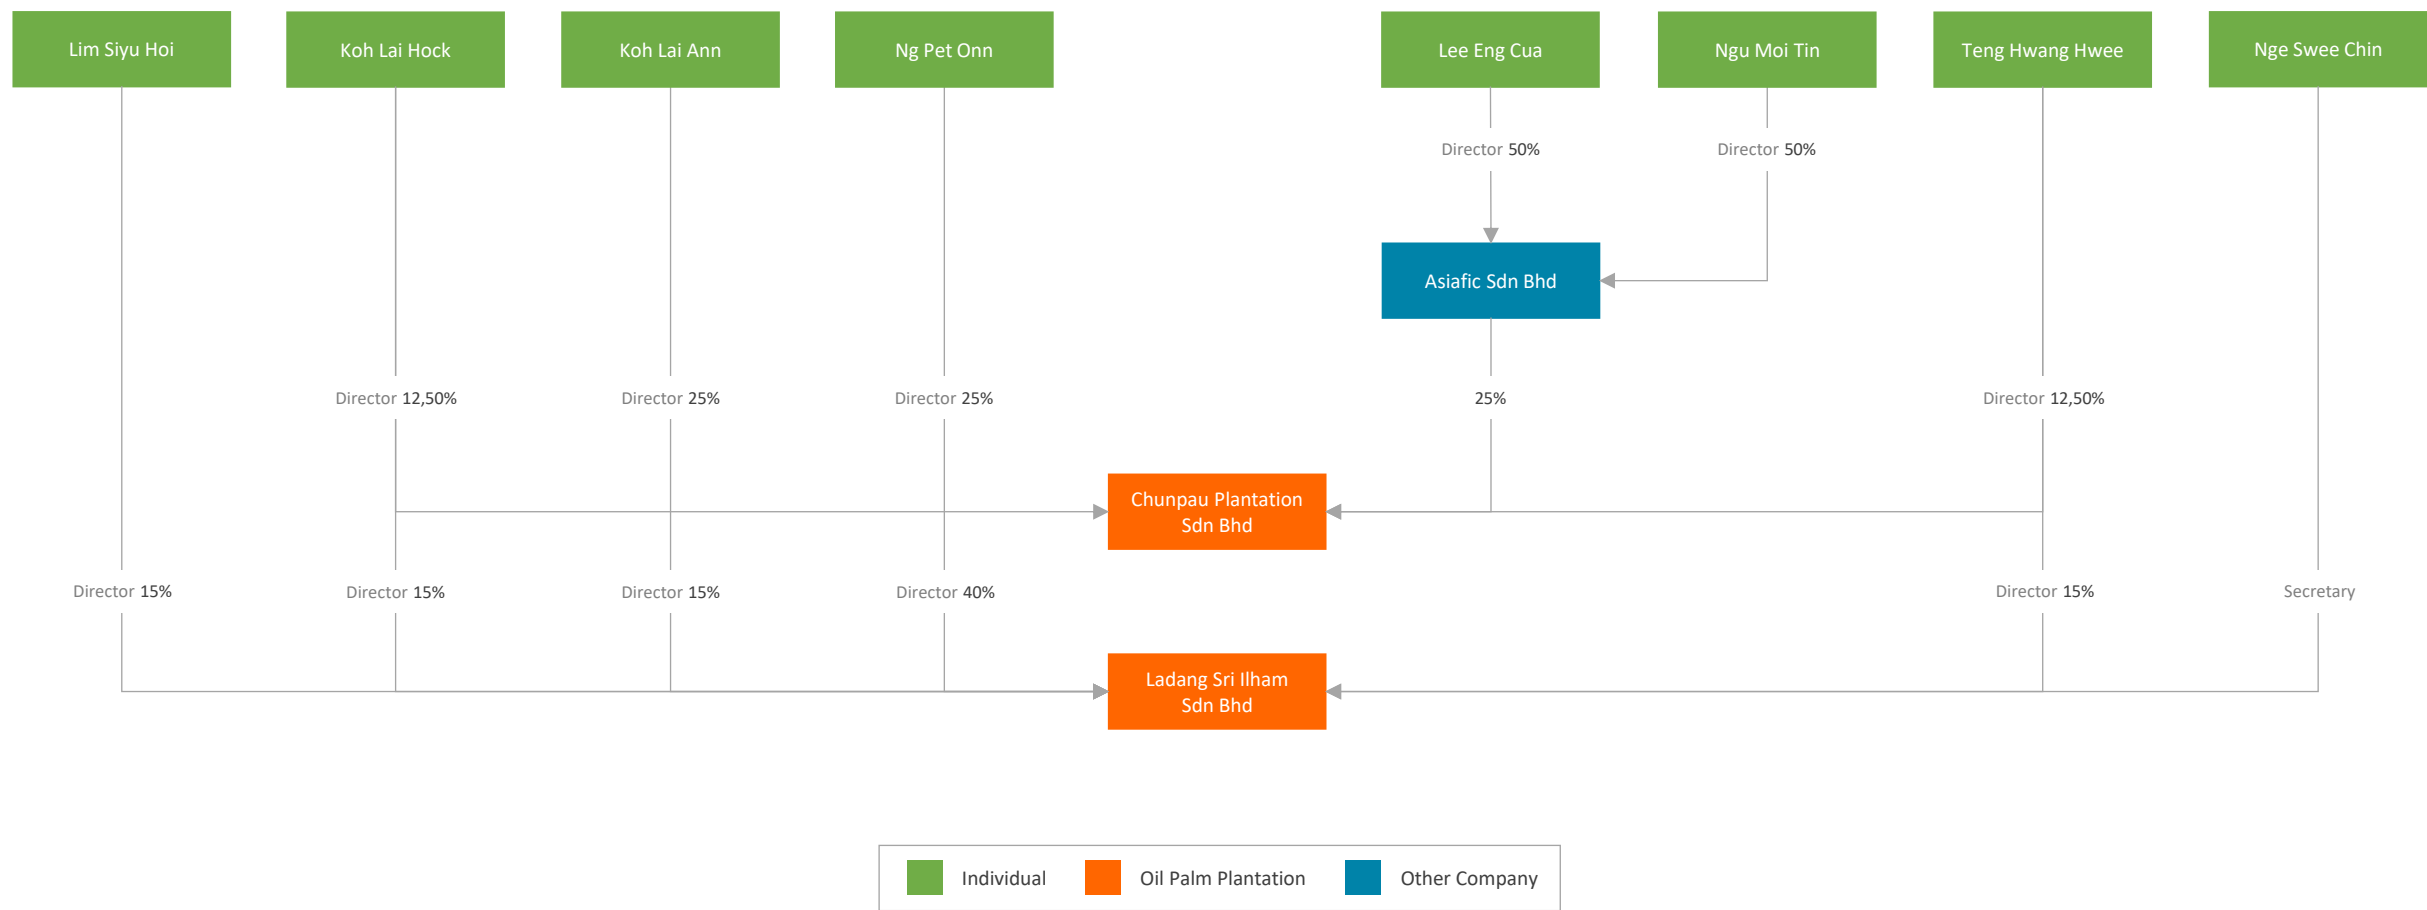 Lim Siyu Hoi
Koh Lai Hock
Koh Lai Ann
Ng Pet Onn
Lee Eng Cua
Ngu Moi Tin
Teng Hwang Hwee
Nge Swee Chin
Director 50%
Director 50%
Asiafic Sdn Bhd
Director 12,50%
Director 25%
Director 25%
25%
Director 12,50%
Chunpau Plantation
Sdn Bhd
Director 15%
Director 15%
Director 15%
Director 40%
Director 15%
Secretary
Ladang Sri Ilham
Sdn Bhd
Individual
Oil Palm Plantation
Other Company